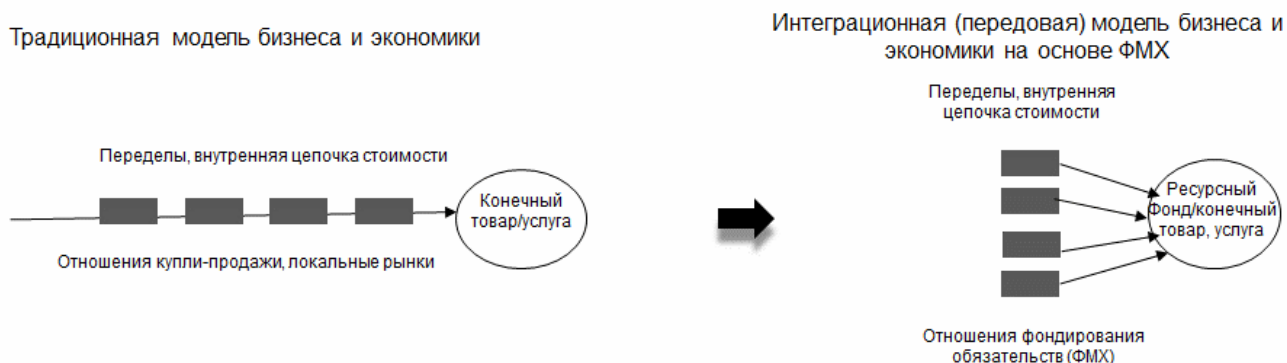 Традиционная модель бизнеса и экономики
Переделы, внутренняя цепочка стоимости
Конечный
товар/услуга
Отношения купли-продажи, локальные рынки
Интеграционная (передовая) модель бизнеса и
экономики на основе ФМХ
Переделы, внутренняя
цепочка стоимости
Ресурсный
Фонд/конечный
товар, услуга
Отношения фондирования
обязательств (ФМХ)